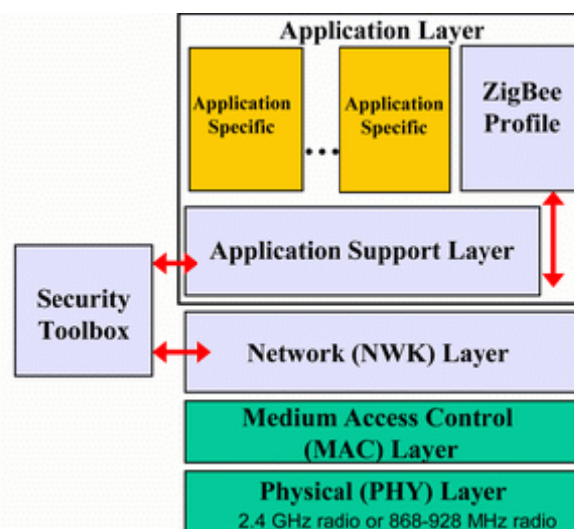 Application Layer
Application
Specific
...
Application
Specific
ZigBee
Profile
Application Support Layer
Security
Toolbox
Network (NWK) Layer
Medium Access Control
(MAC) Layer
Physical (PHY) Layer
2.4 GHz radio or 868-928 MHz radio